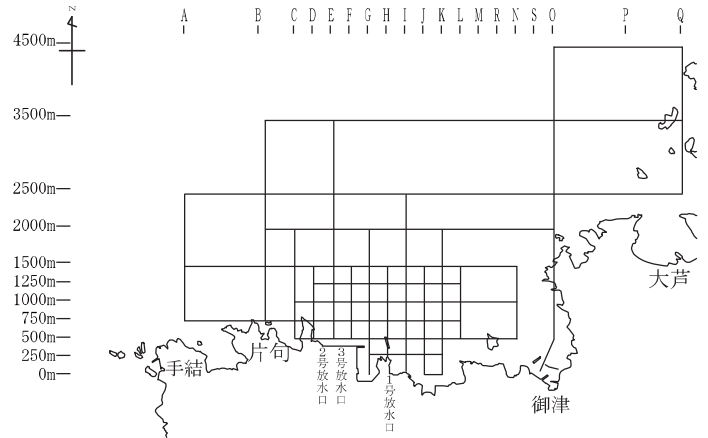 N
A B C D E F G H I J K L M R N S O P Q
4500m
3500m
2500m
2000m
1500m
1250m
1000m
750m
500m
250m
0m
手結
片句
2号放水口
3号放水口
1号放水口
御津
大芦